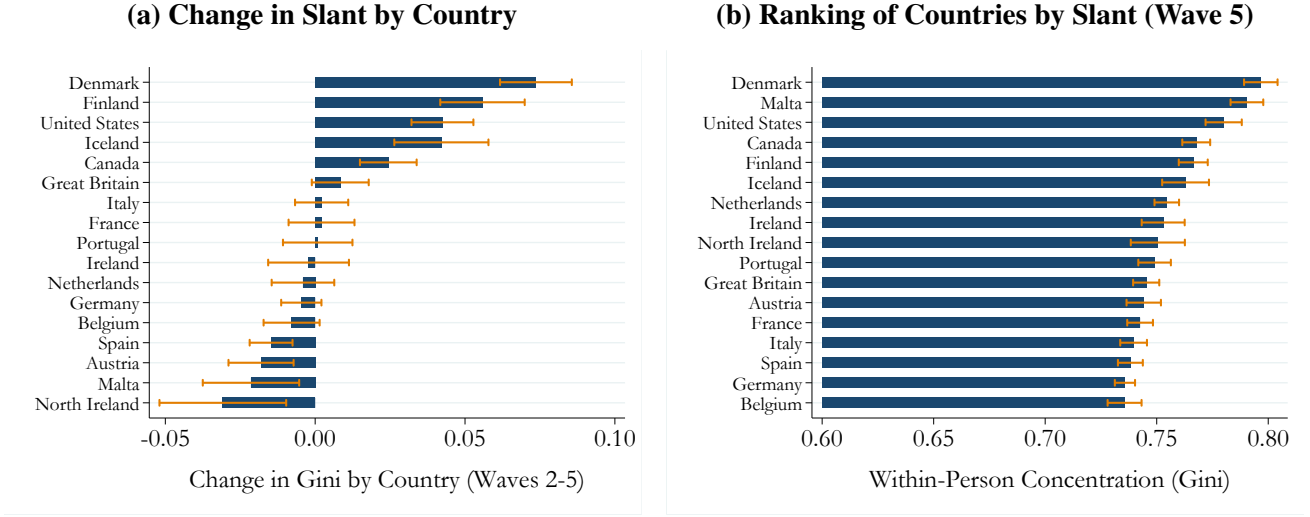 (a) Change in Slant by Country
Denmark
Finland
United States
Iceland
Canada
Great Britain
Italy
France
Portugal
Ireland
Netherlands
Germany
Belgium
Spain
Austria
Malta
North Ireland
-0.05 0.00 0.05 0.10
Change in Gini by Country (Waves 2-5)
(b) Ranking of Countries by Slant (Wave 5)
Denmark
Malta
United States
Canada
Finland
Iceland
Netherlands
Ireland
North Ireland
Portugal
Great Britain
Austria
France
Italy
Spain
Germany
Belgium
0.60 0.65 0.70 0.75 0.80
Within-Person Concentration (Gini)